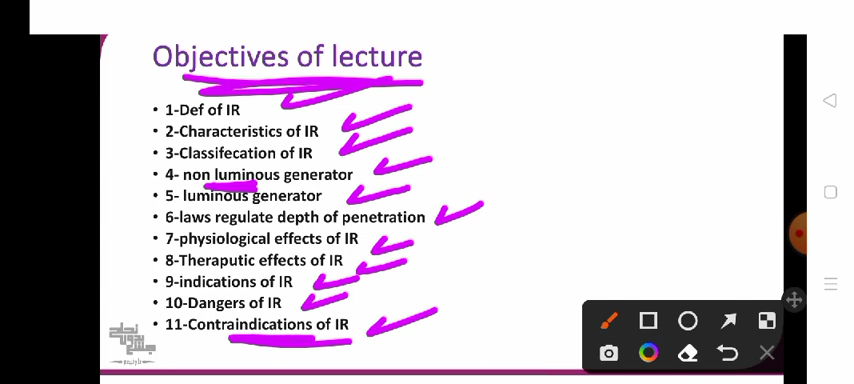 Objectives of lecture
• 1-Def of IR
• 2-Characteristics of IR
• 3-Classifecation of IR
• 4- non luminous generator
• 5- luminous generator
• 6-laws regulate depth of penetration
• 7-physiological effects of IR
• 8-Theraputic effects of IR
• 9-indications of IR
• 10-Dangers of IR
• 11-Contraindications of IR